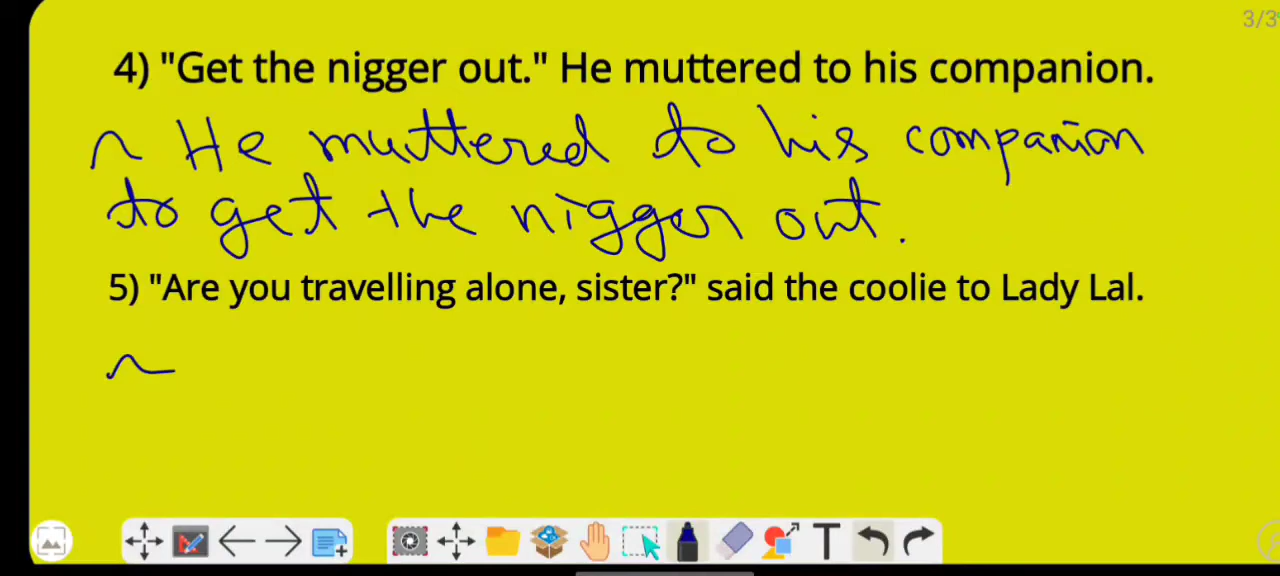 3/3
4) "Get the nigger out." He muttered to his companion.
~ He muttered to his companion
to get the nigger out.
5) "Are you travelling alone, sister?" said the coolie to Lady Lal.
~
T